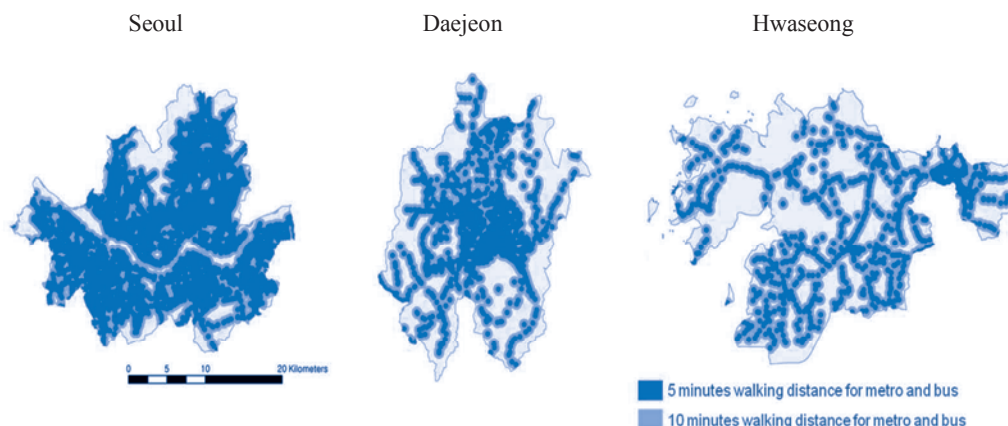 Seoul
Daejeon
Hwaseong
0 5 10 20 Kilometers
5 minutes walking distance for metro and bus
10 minutes walking distance for metro and bus